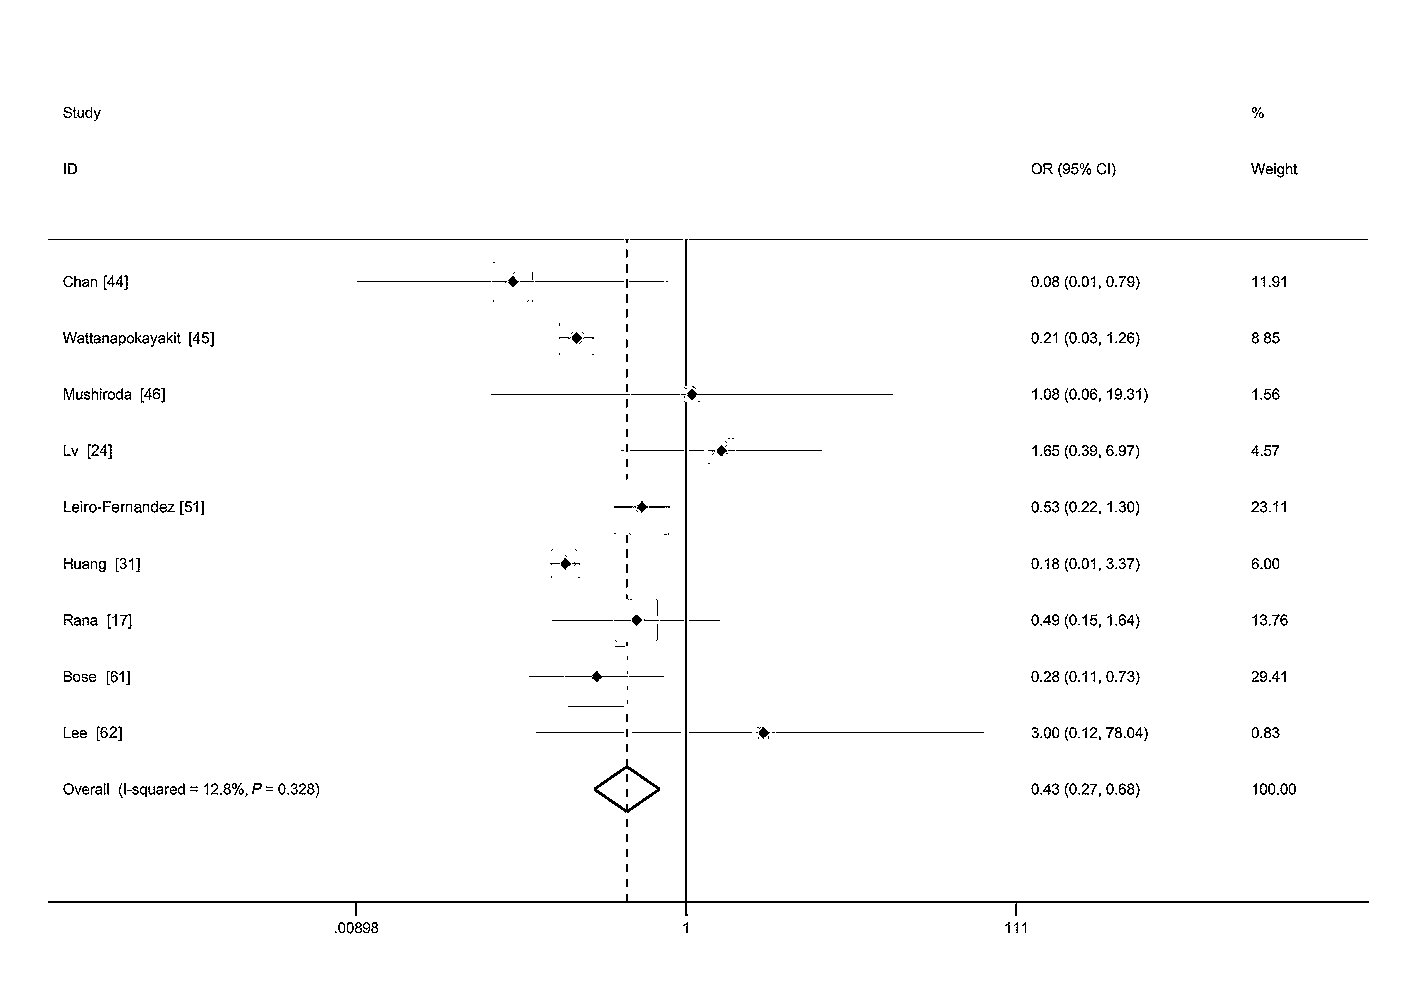 Study %
ID OR (95% CI) Weight
Chan [44] 0.08 (0.01, 0.79) 11.91
Wattanapokayakit [45] 0.21 (0.03, 1.26) 8 85
Mushiroda [46] 1.08 (0.06, 19.31) 1.56
Lv [24] 1.65 (0.39, 6.97) 4.57
Leiro-Fernandez [51] 0.53 (0.22, 1.30) 23.11
Huang [31] 0.18 (0.01, 3.37) 6.00
Rana [17] 0.49 (0.15, 1.64) 13.76
Bose [61] 0.28 (0.11, 0.73) 29.41
Lee [62] 3.00 (0.12, 78.04) 0.83
Overall (I-squared = 12.8%, P = 0.328) 0.43 (0.27, 0.68) 100.00
.00898 1 111